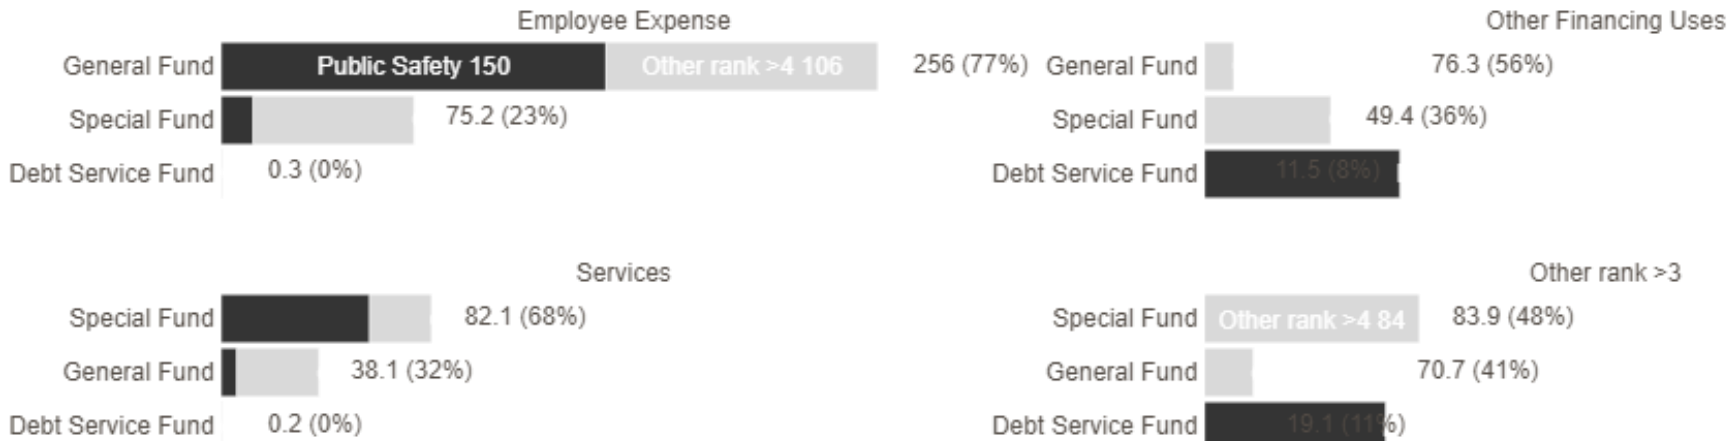 Employee Expense
General Fund Public Safety 150 Other rank >4 106 256 (77%)
Special Fund 75.2 (23%)
Debt Service Fund 0.3 (0%)
Other Financing Uses
General Fund 76.3 (56%)
Special Fund 49.4 (36%)
Debt Service Fund 11.5 (8%)
Services
Special Fund 82.1 (68%)
General Fund 38.1 (32%)
Debt Service Fund 0.2 (0%)
Other rank >3
Special Fund Other rank >4 84 83.9 (48%)
General Fund 70.7 (41%)
Debt Service Fund 19.1 (11%)